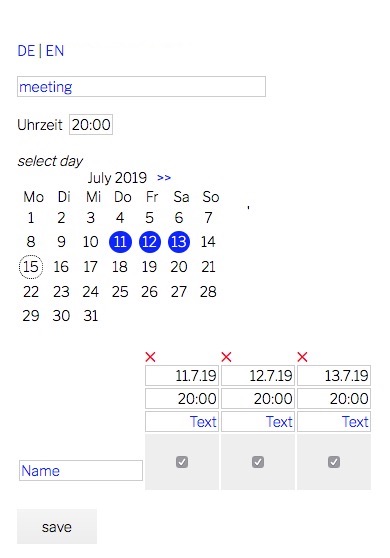 DE | EN
meeting
Uhrzeit 20:00
select day
July 2019 >>
Mo Di Mi Do Fr Sa So
1 2 3 4 5 6 7
8 9 10 11 12 13 14
15 16 17 18 19 20 21
22 23 24 25 26 27 28
29 30 31
11.7.19 12.7.19 13.7.19
20:00 20:00 20:00
Text Text Text
Name
save